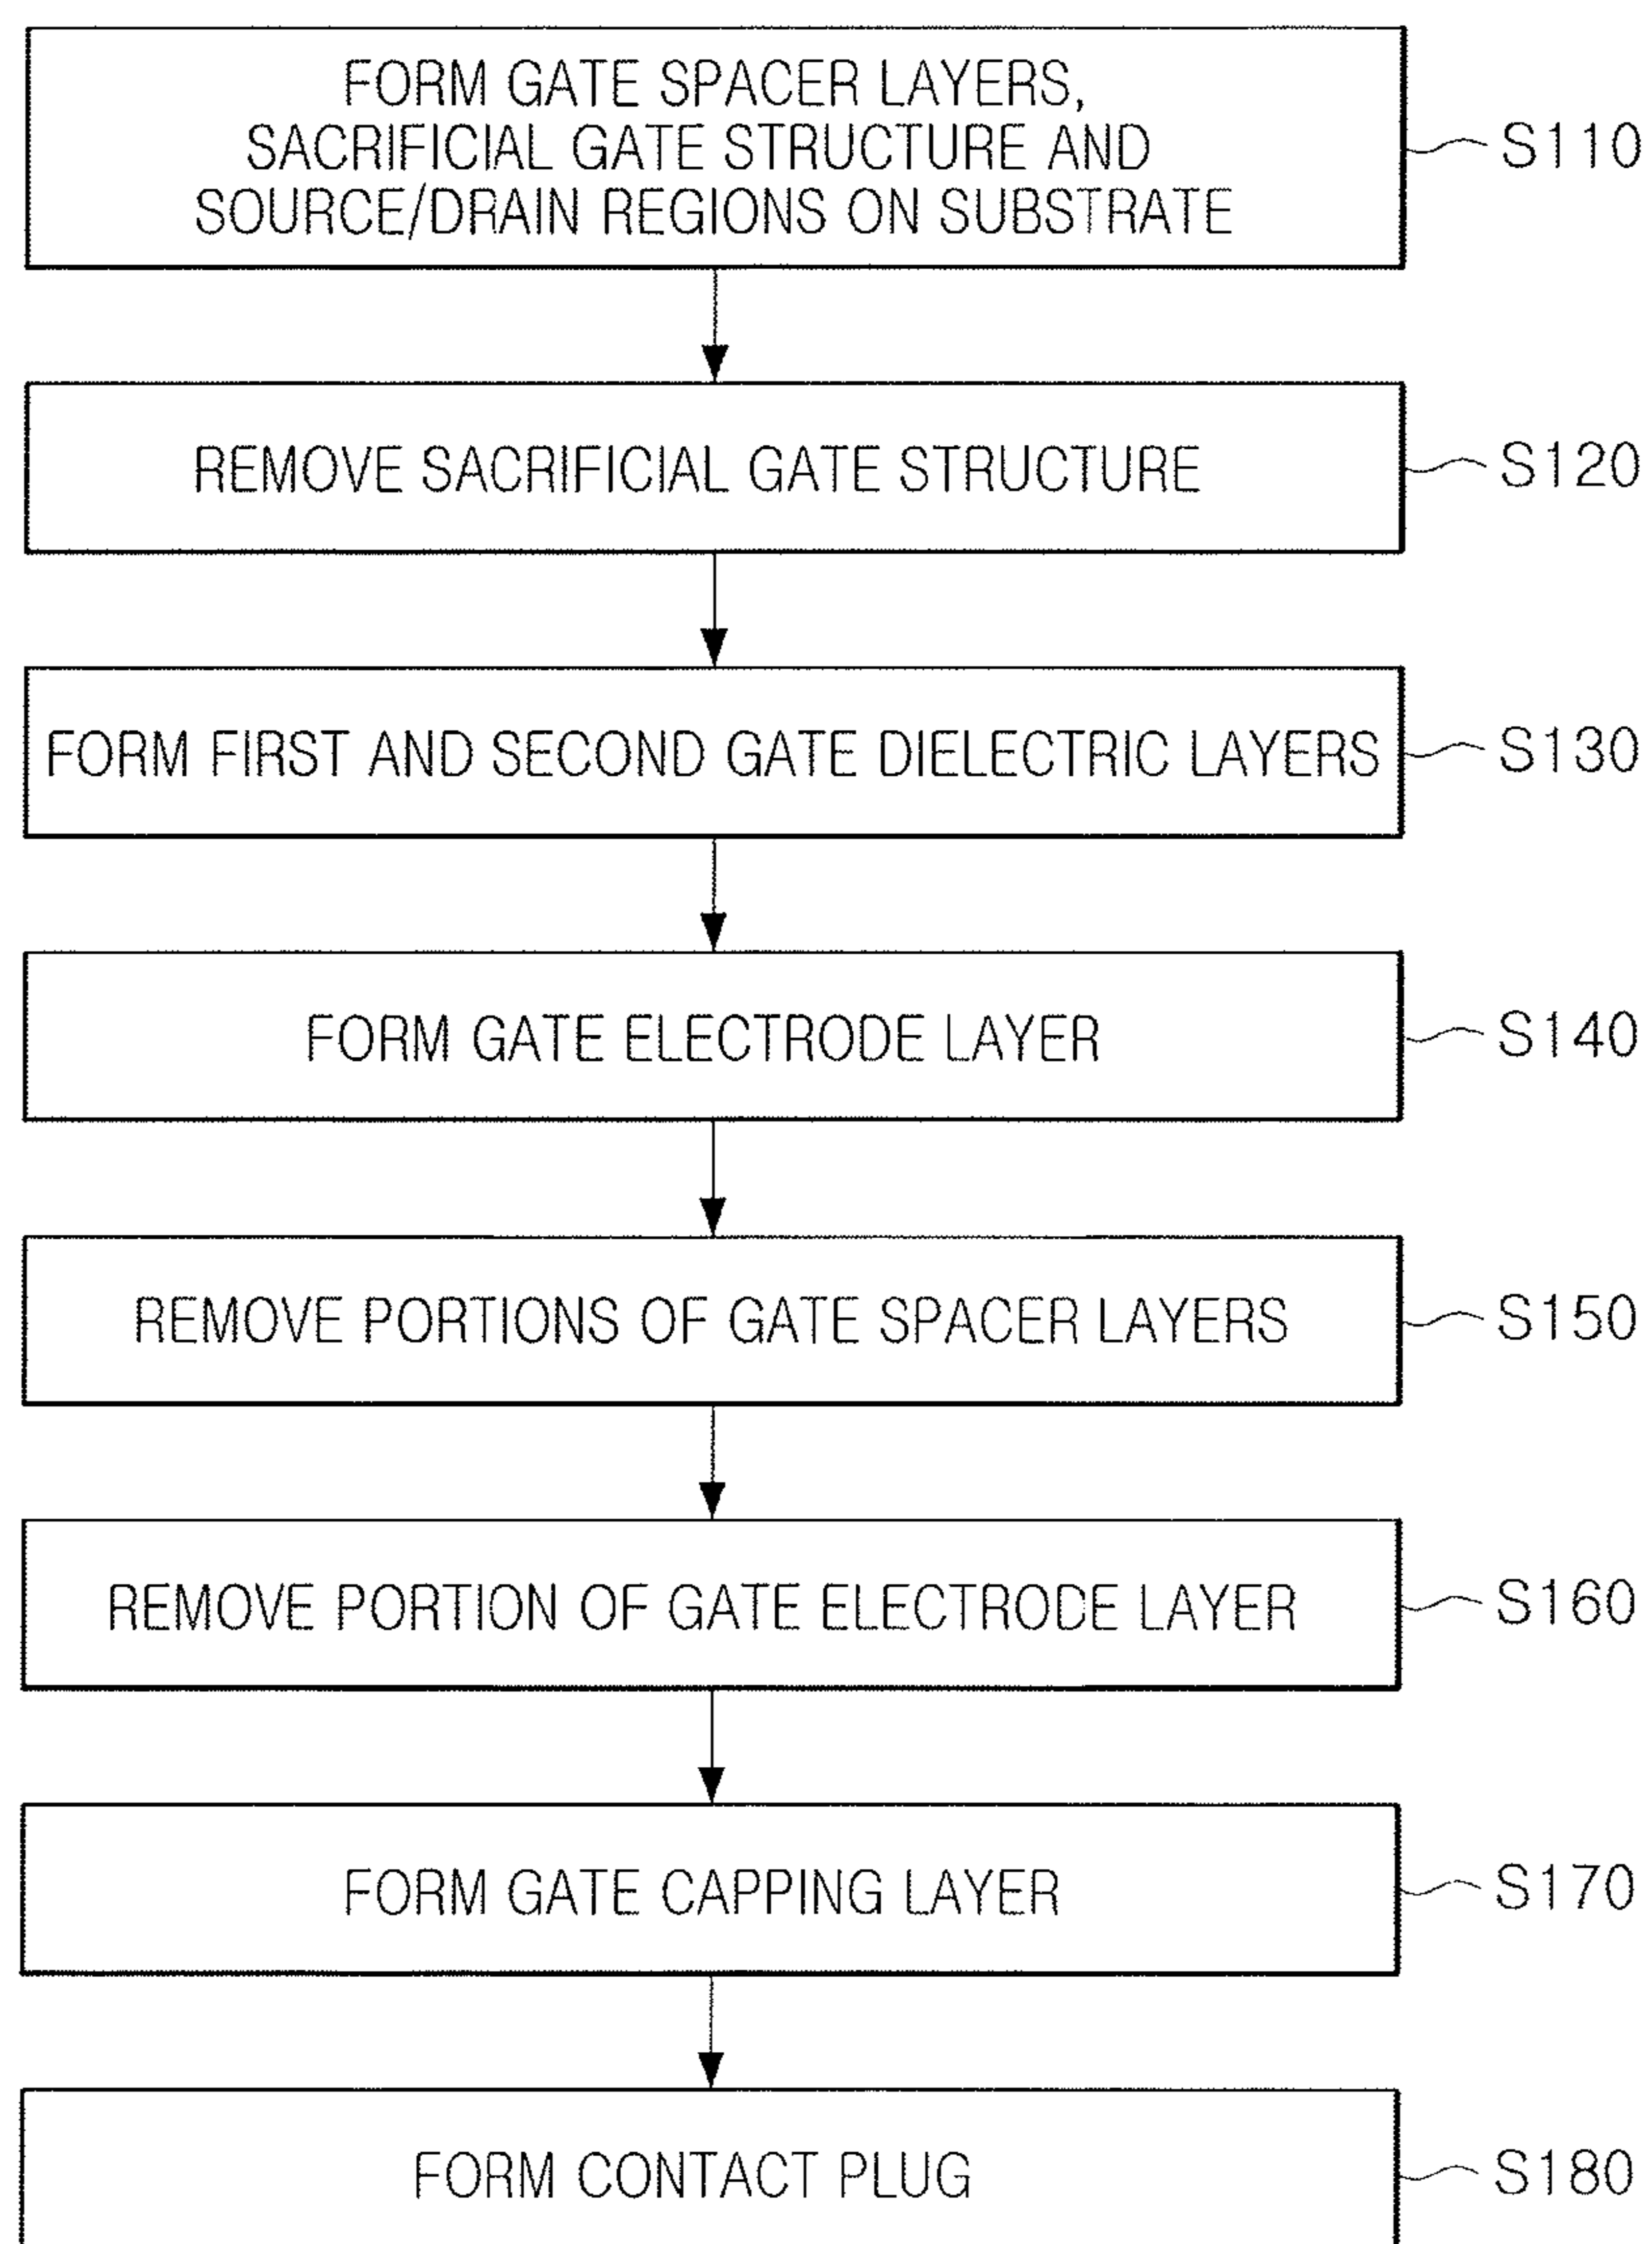 FORM GATE SPACER LAYERS,
SACRIFICIAL GATE STRUCTURE AND
SOURCE/DRAIN REGIONS ON SUBSTRATE
S110
REMOVE SACRIFICIAL GATE STRUCTURE
S120
FORM FIRST AND SECOND GATE DIELECTRIC LAYERS
S130
FORM GATE ELECTRODE LAYER
S140
REMOVE PORTIONS OF GATE SPACER LAYERS
S150
REMOVE PORTION OF GATE ELECTRODE LAYER
S160
FORM GATE CAPPING LAYER
S170
FORM CONTACT PLUG
S180